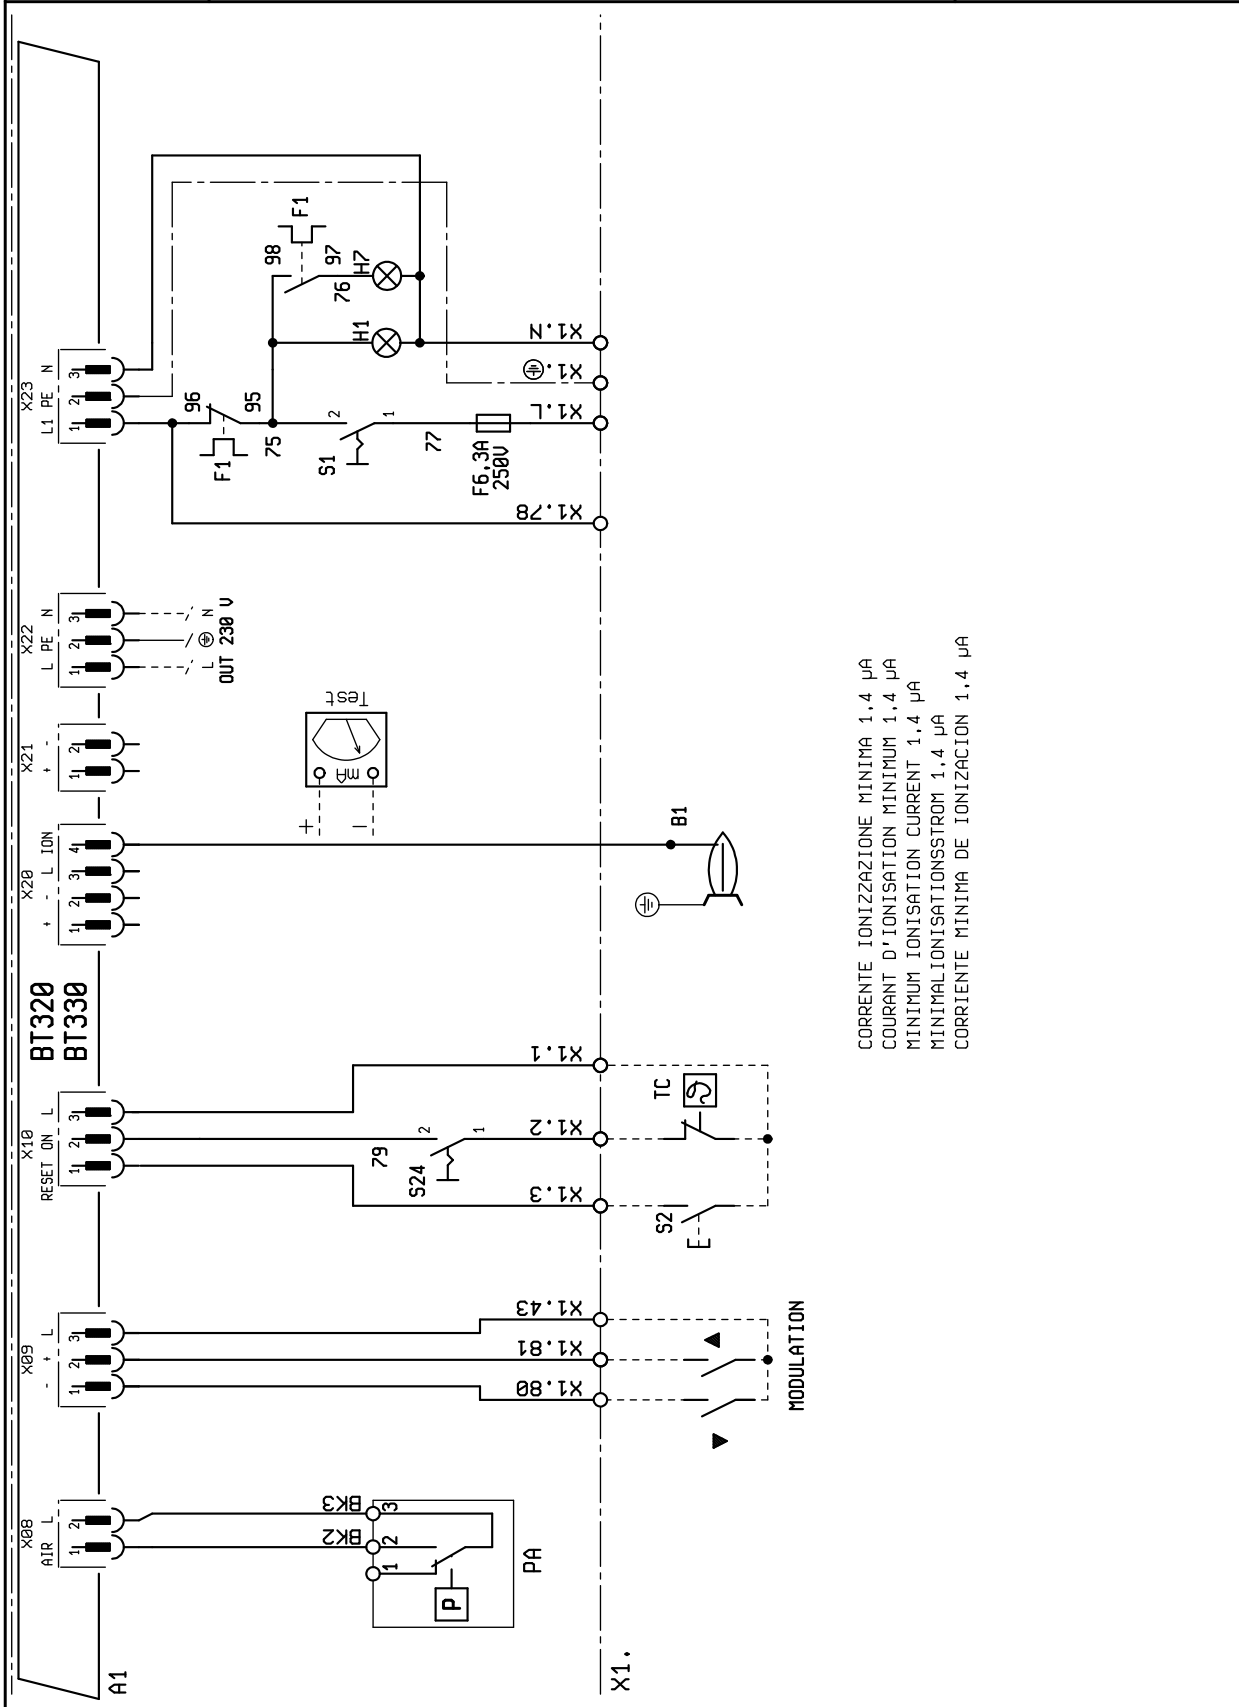 A1
BT320
BT330
X08
AIR L
1 2
X09
- + L
1 2 3
X10
RESET ON L
1 2 3
X20
+ - L ION
1 2 3 4
X21
+ -
1 2
X22
L PE N
1 2 3
L N
OUT 230 V
X23
L1 PE N
1 2 3
BK2
BK3
1 2 3
P
PA
79
S24
2
1
+
-
mA
Test
F1
96
95
75
S1
2
1
77
F6,3A
250V
98
97
F1
76
H7
H1
X1.80
X1.81
X1.43
X1.3
X1.2
X1.1
X1.78
X1.L
X1.
X1.N
X1.
MODULATION
S2
E
TC
B1
CORRENTE IONIZZAZIONE MINIMA 1,4 µA
COURANT D'IONISATION MINIMUM 1,4 µA
MINIMUM IONISATION CURRENT 1,4 µA
MINIMALIONISATIONSSTROM 1,4 µA
CORRIENTE MINIMA DE IONIZACION 1,4 µA